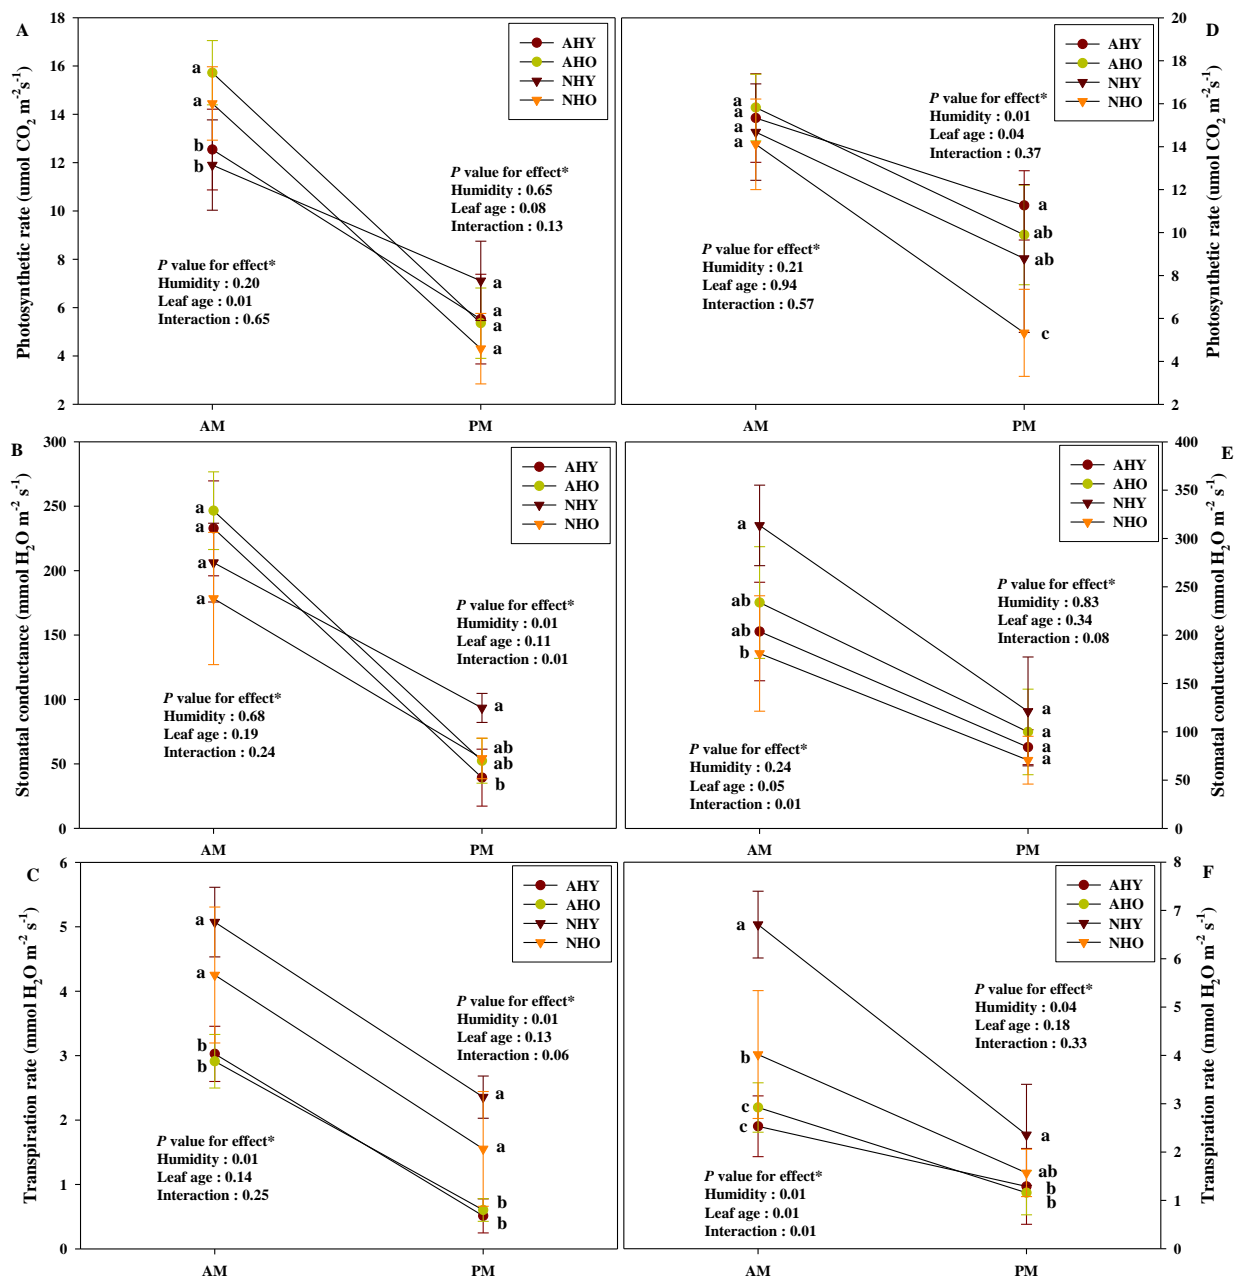 A
Photosynthetic rate (umol CO₂ m⁻²s⁻¹)
18
16
14
12
10
8
6
4
2
AHY
AHO
NHY
NHO
a
a
b
b
P value for effect*
Humidity : 0.65
Leaf age : 0.08
Interaction : 0.13
P value for effect*
Humidity : 0.20
Leaf age : 0.01
Interaction : 0.65
a
a
a
a
AM
PM
D
Photosynthetic rate (umol CO₂ m⁻²s⁻¹)
20
18
16
14
12
10
8
6
4
2
AHY
AHO
NHY
NHO
a
a
a
a
P value for effect*
Humidity : 0.01
Leaf age : 0.04
Interaction : 0.37
P value for effect*
Humidity : 0.21
Leaf age : 0.94
Interaction : 0.57
a
ab
ab
c
AM
PM
B
Stomatal conductance (mmol H₂O m⁻² s⁻¹)
300
250
200
150
100
50
0
AHY
AHO
NHY
NHO
a
a
a
a
P value for effect*
Humidity : 0.01
Leaf age : 0.11
Interaction : 0.01
P value for effect*
Humidity : 0.68
Leaf age : 0.19
Interaction : 0.24
a
ab
ab
b
AM
PM
E
Stomatal conductance (mmol H₂O m⁻² s⁻¹)
400
350
300
250
200
150
100
50
0
AHY
AHO
NHY
NHO
a
ab
ab
b
P value for effect*
Humidity : 0.83
Leaf age : 0.34
Interaction : 0.08
P value for effect*
Humidity : 0.24
Leaf age : 0.05
Interaction : 0.01
a
a
a
a
AM
PM
C
Transpiration rate (mmol H₂O m⁻² s⁻¹)
6
5
4
3
2
1
0
AHY
AHO
NHY
NHO
a
a
b
b
P value for effect*
Humidity : 0.01
Leaf age : 0.13
Interaction : 0.06
P value for effect*
Humidity : 0.01
Leaf age : 0.14
Interaction : 0.25
a
a
b
b
AM
PM
F
Transpiration rate (mmol H₂O m⁻² s⁻¹)
8
7
6
5
4
3
2
1
0
AHY
AHO
NHY
NHO
a
b
c
c
P value for effect*
Humidity : 0.04
Leaf age : 0.18
Interaction : 0.33
P value for effect*
Humidity : 0.01
Leaf age : 0.01
Interaction : 0.01
a
ab
b
b
AM
PM